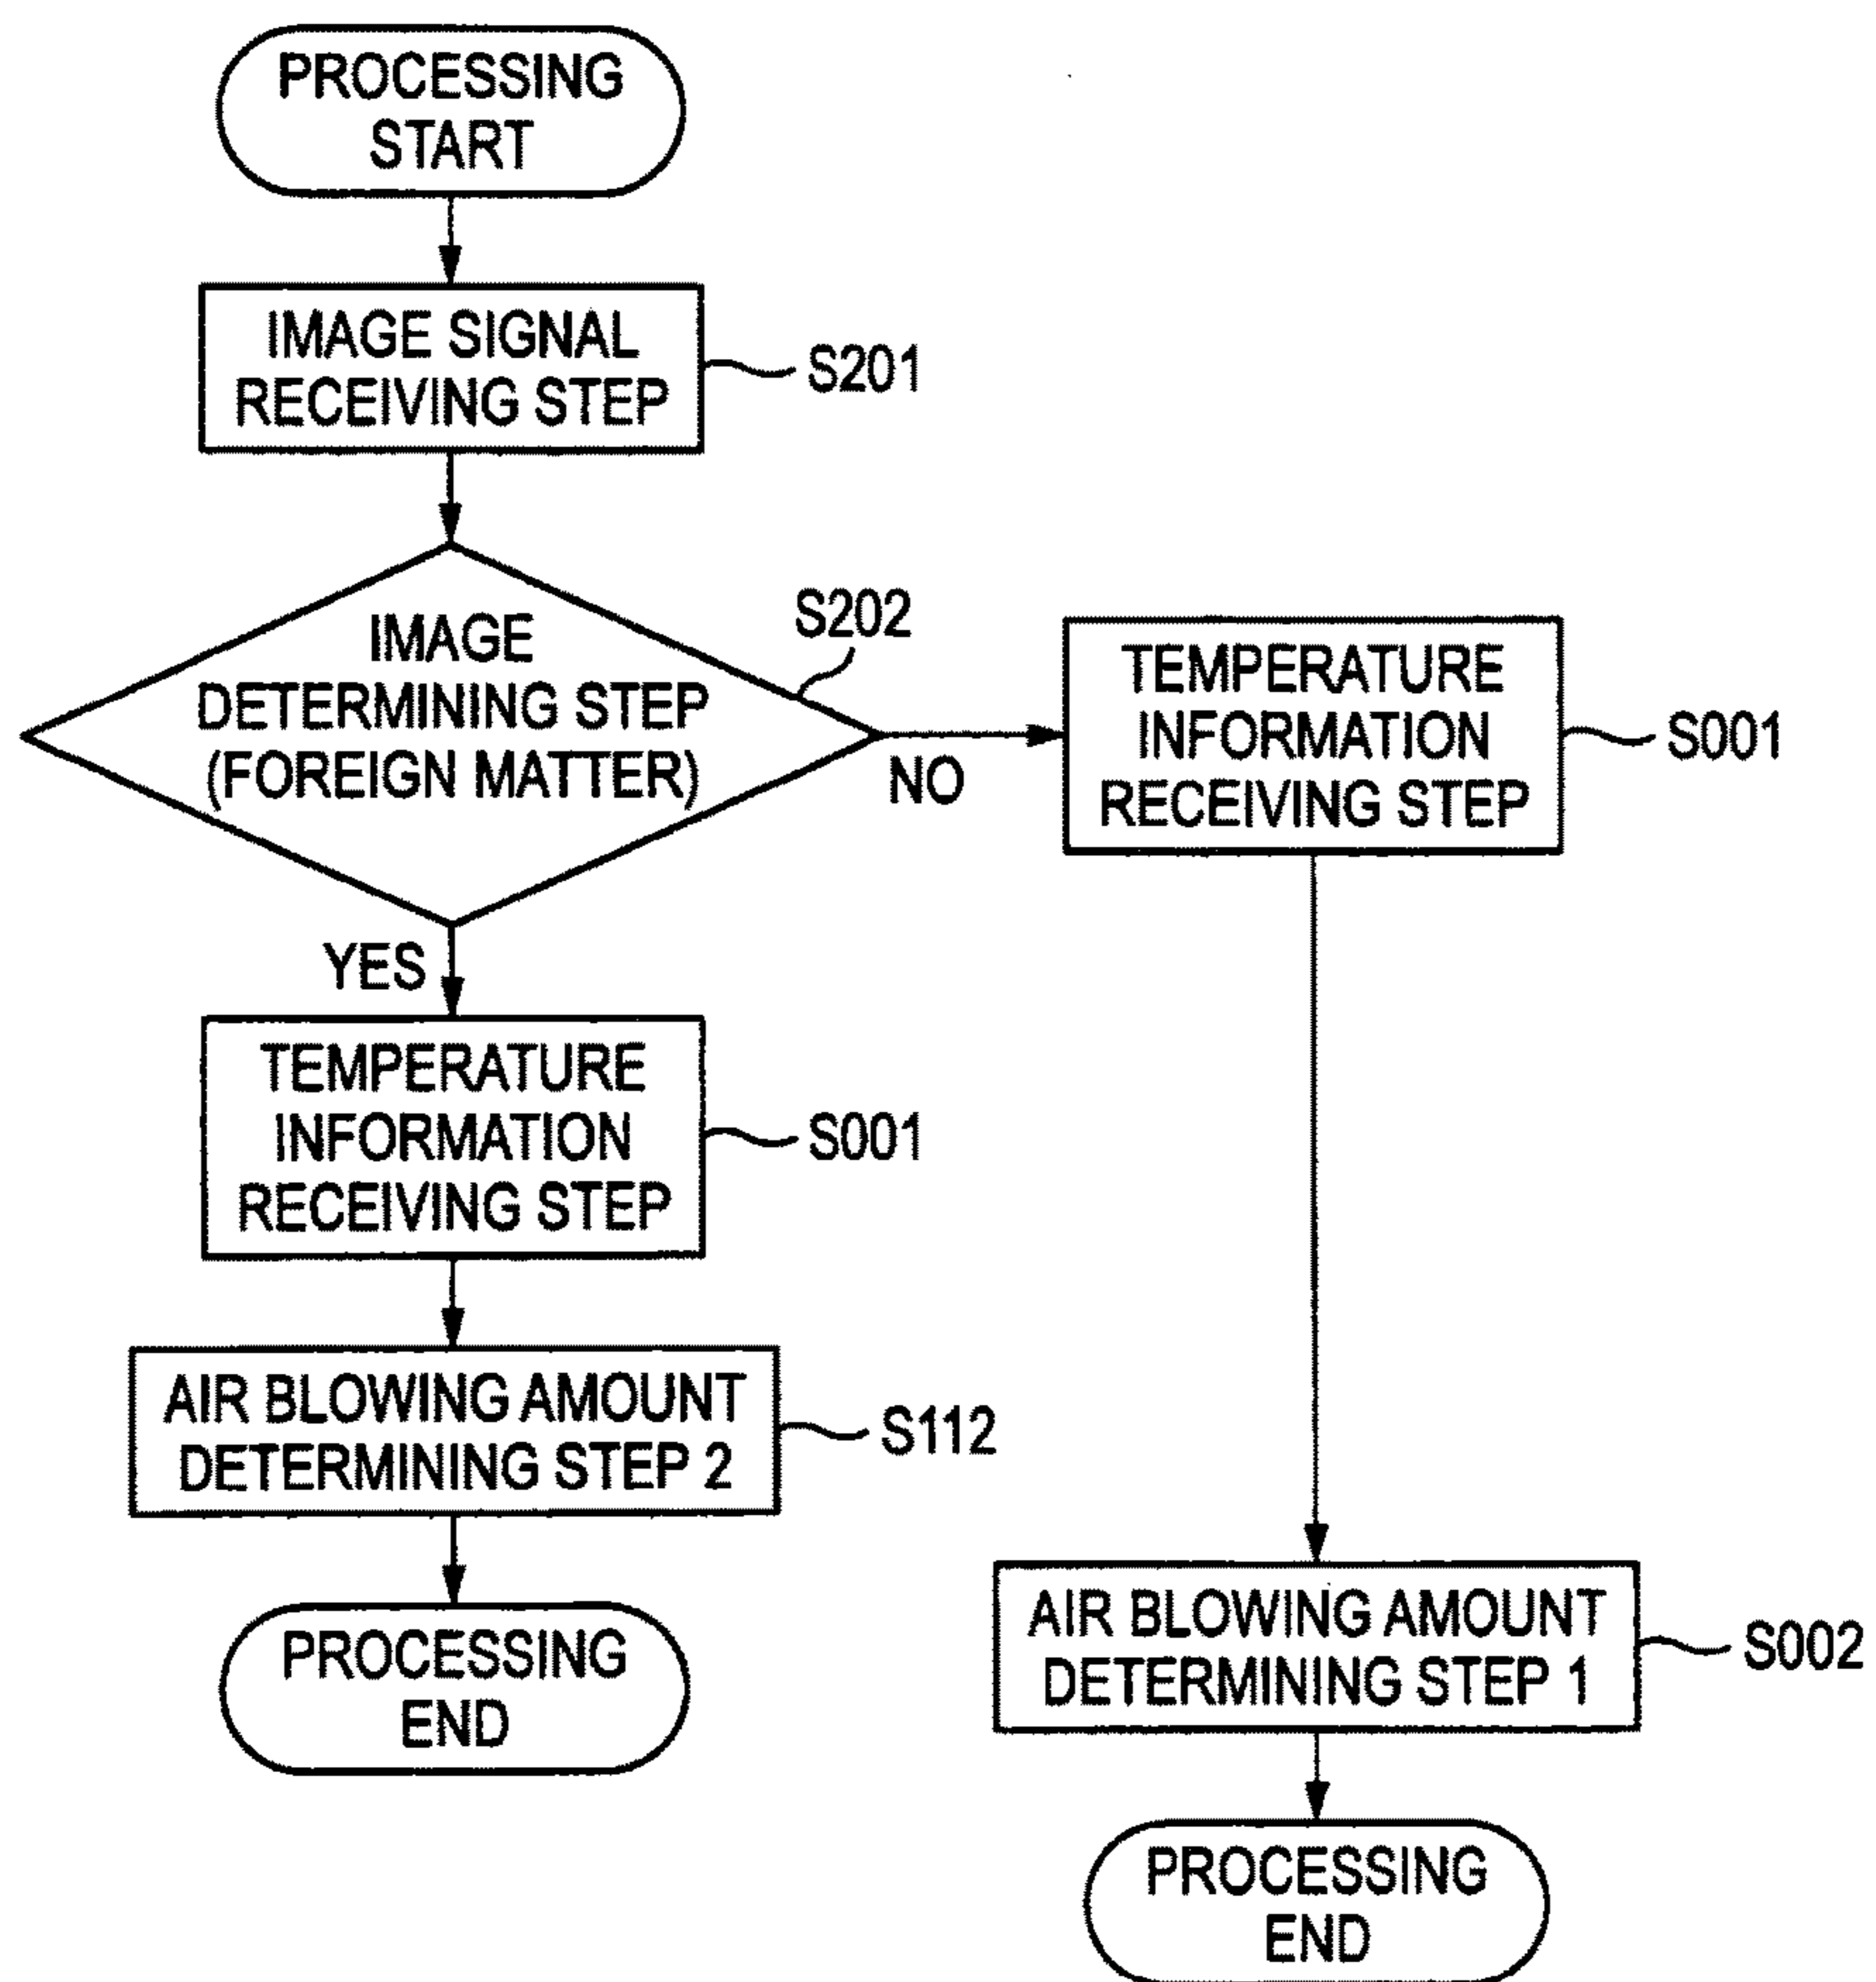 PROCESSING
START
IMAGE SIGNAL
RECEIVING STEP
S201
IMAGE
DETERMINING STEP
(FOREIGN MATTER)
S202
NO
YES
TEMPERATURE
INFORMATION
RECEIVING STEP
S001
TEMPERATURE
INFORMATION
RECEIVING STEP
S001
AIR BLOWING AMOUNT
DETERMINING STEP 2
S112
PROCESSING
END
AIR BLOWING AMOUNT
DETERMINING STEP 1
S002
PROCESSING
END